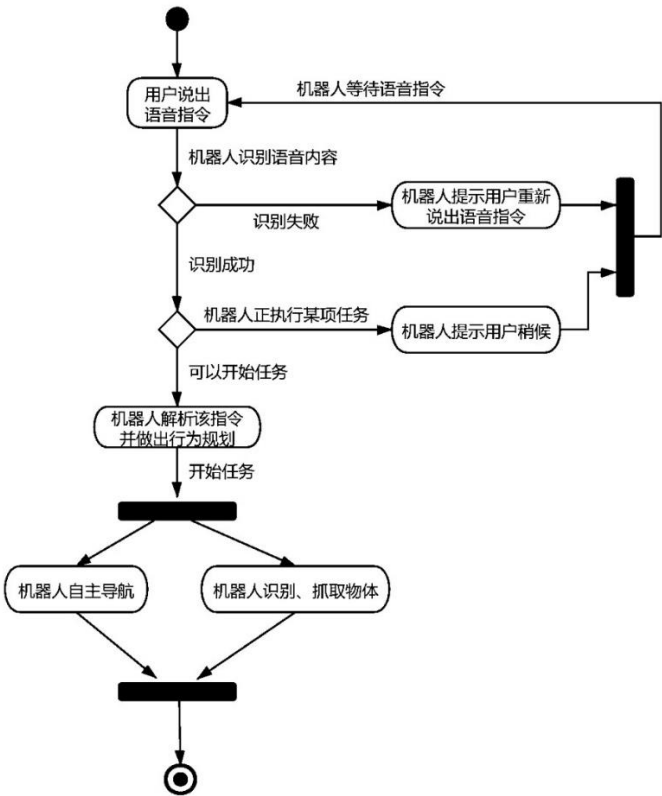 用户说出
语音指令
机器人等待语音指令
机器人识别语音内容
机器人提示用户重新
说出语音指令
识别失败
识别成功
机器人正执行某项任务
机器人提示用户稍候
可以开始任务
机器人解析该指令
并做出行为规划
开始任务
机器人自主导航
机器人识别、抓取物体